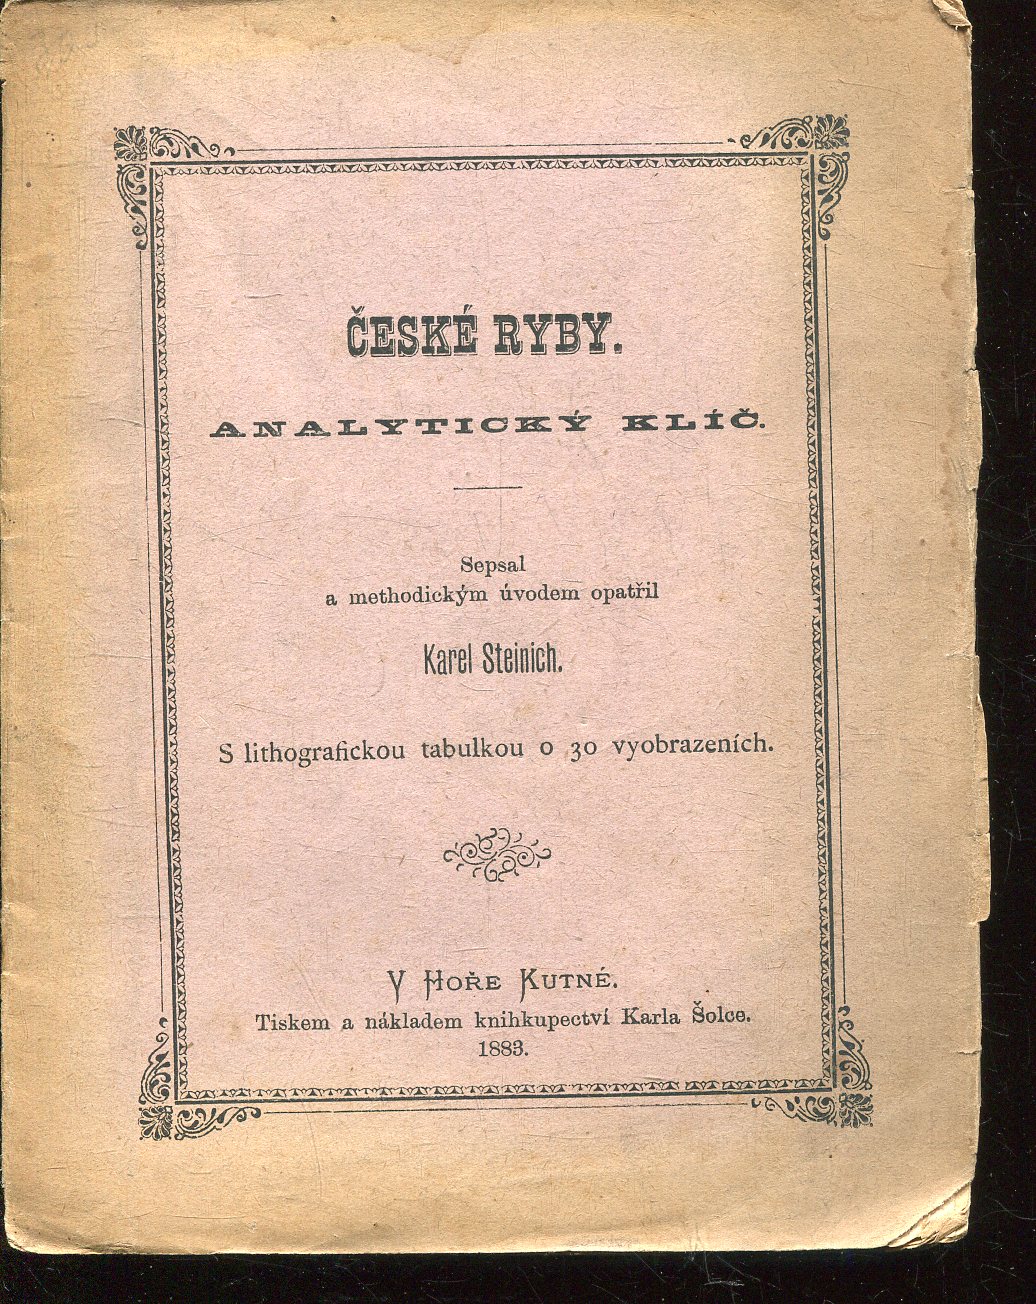 ČESKÉ RYBY.
ANALYTICKÝ KLÍČ.
Sepsal
a methodickým úvodem opatřil
Karel Steinich.
S lithografickou tabulkou o 30 vyobrazeních.
V HOŘE KUTNÉ.
Tiskem a nákladem knihkupectví Karla Šolce.
1883.